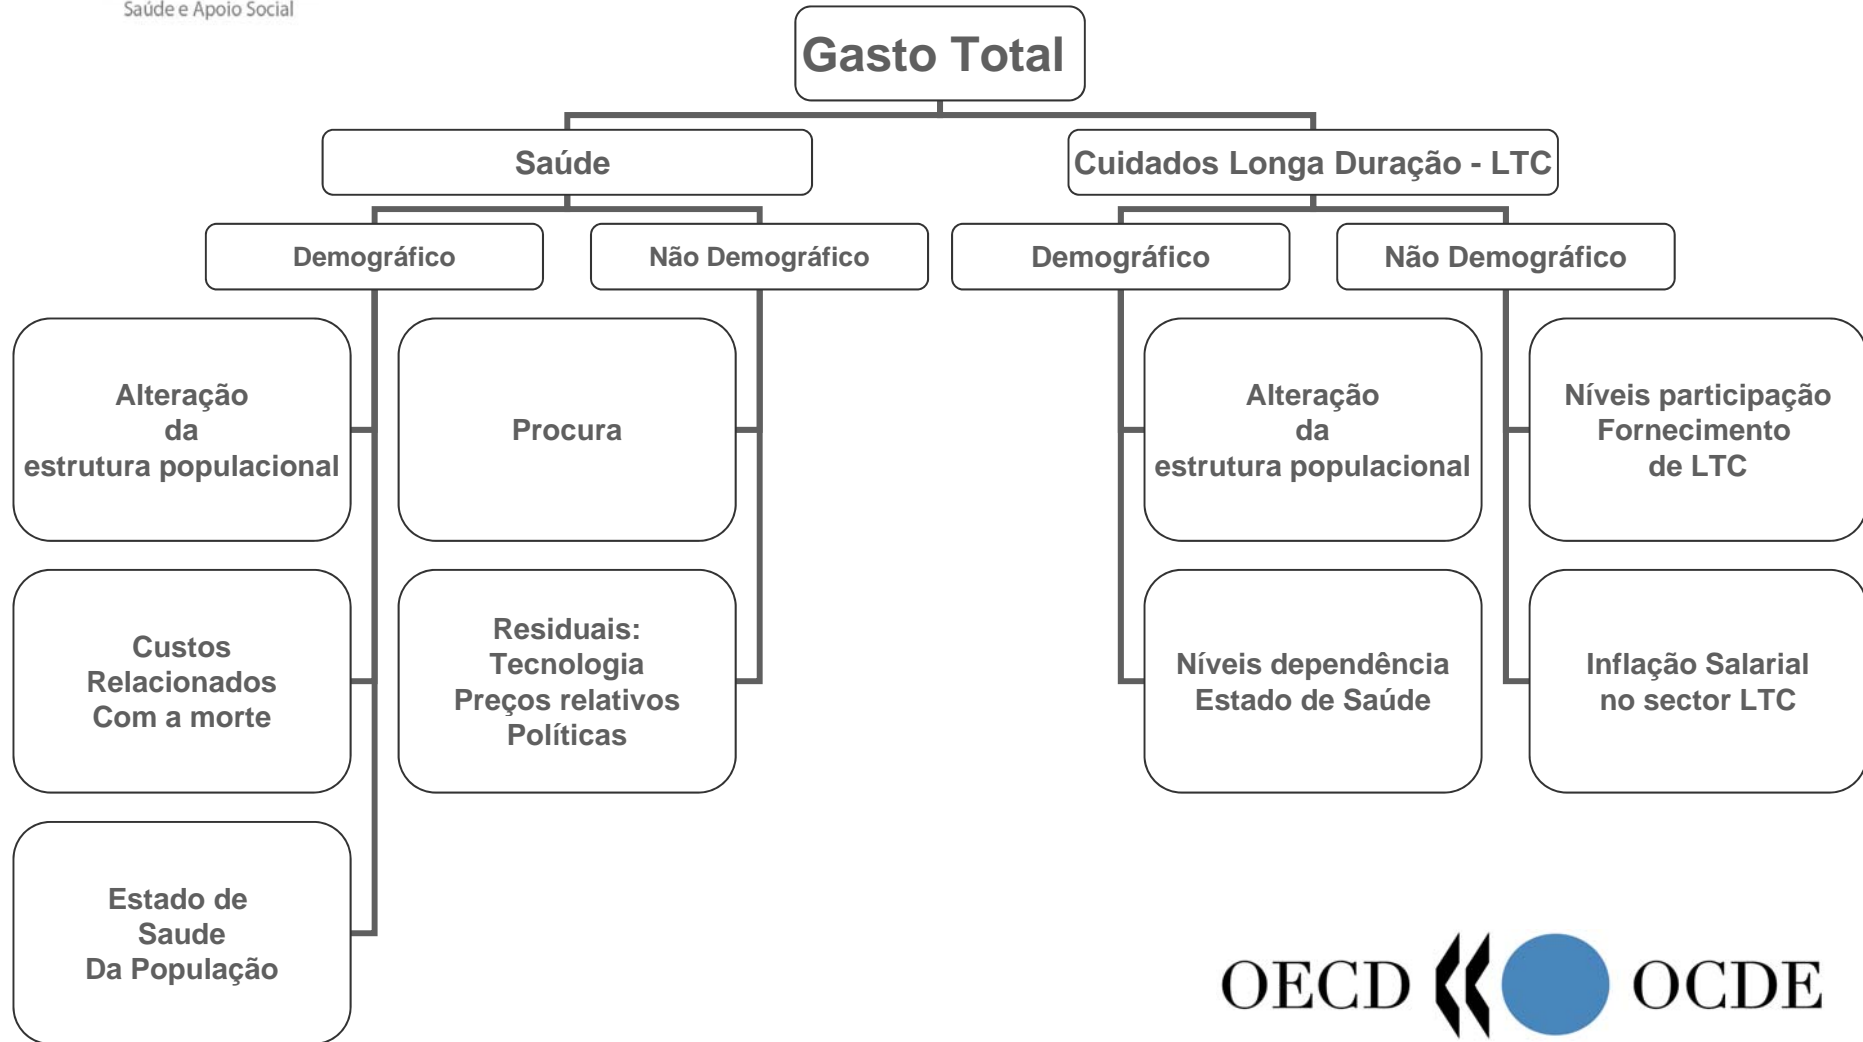 Saúde e Apoio Social
Gasto Total
Saúde
Cuidados Longa Duração - LTC
Demográfico
Não Demográfico
Demográfico
Não Demográfico
Alteração
da
estrutura populacional
Procura
Alteração
da
estrutura populacional
Níveis participação
Fornecimento
de LTC
Custos
Relacionados
Com a morte
Residuais:
Tecnologia
Preços relativos
Políticas
Níveis dependência
Estado de Saúde
Inflação Salarial
no sector LTC
Estado de
Saude
Da População
OECD OCDE